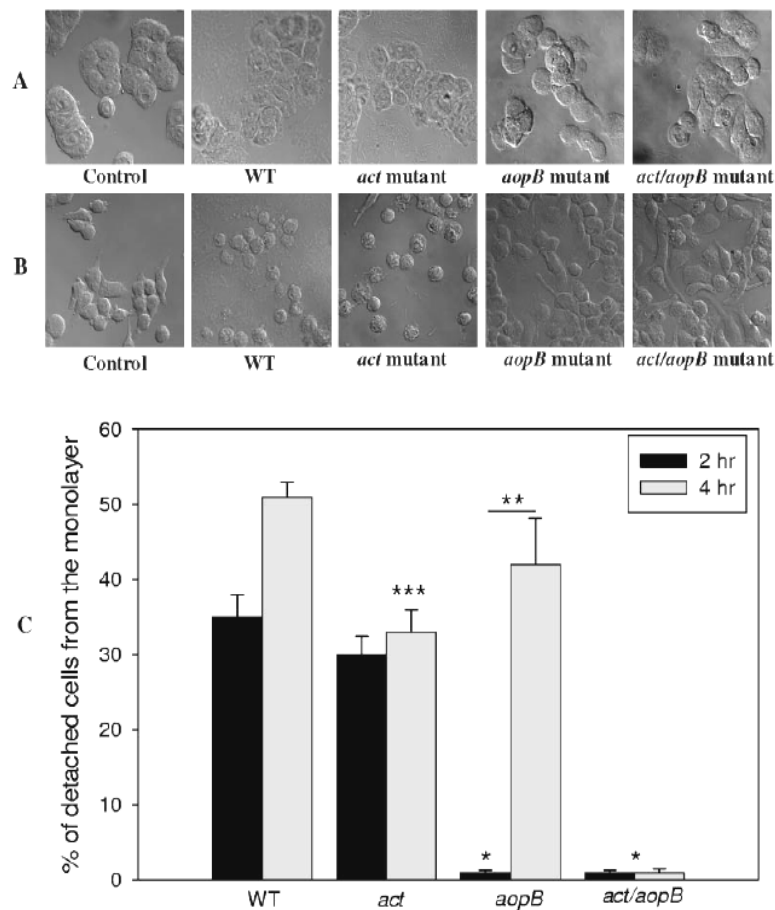 A
Control
WT
act mutant
aopB mutant
act/aopB mutant
B
Control
WT
act mutant
aopB mutant
act/aopB mutant
C
% of detached cells from the monolayer
60
50
40
30
20
10
0
2 hr
4 hr
***
**
*
*
WT
act
aopB
act/aopB